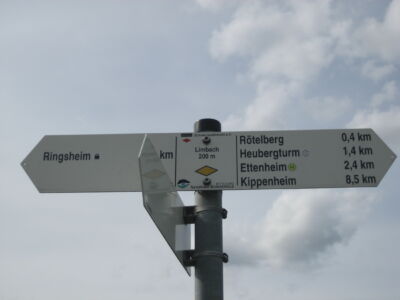 Ringsheim km
Limbach
200 m
Rötelberg 0,4 km
Heubergturm 1,4 km
Ettenheim 2,4 km
Kippenheim 8,5 km